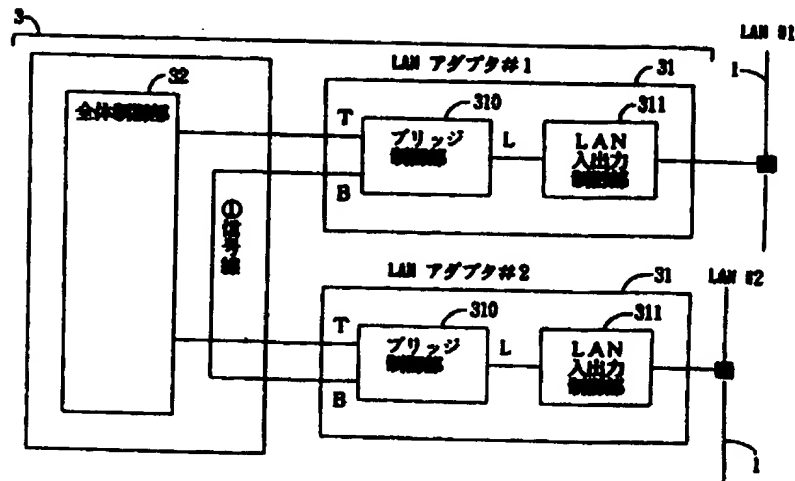 3
LAN #1
LAN アダプタ#1
31
1
32
全体制御部
310
311
T
ブリッジ
制御部
L
LAN
入出力
制御部
B
①信号線
LAN アダプタ#2
31
LAN #2
310
311
T
ブリッジ
制御部
L
LAN
入出力
制御部
B
1